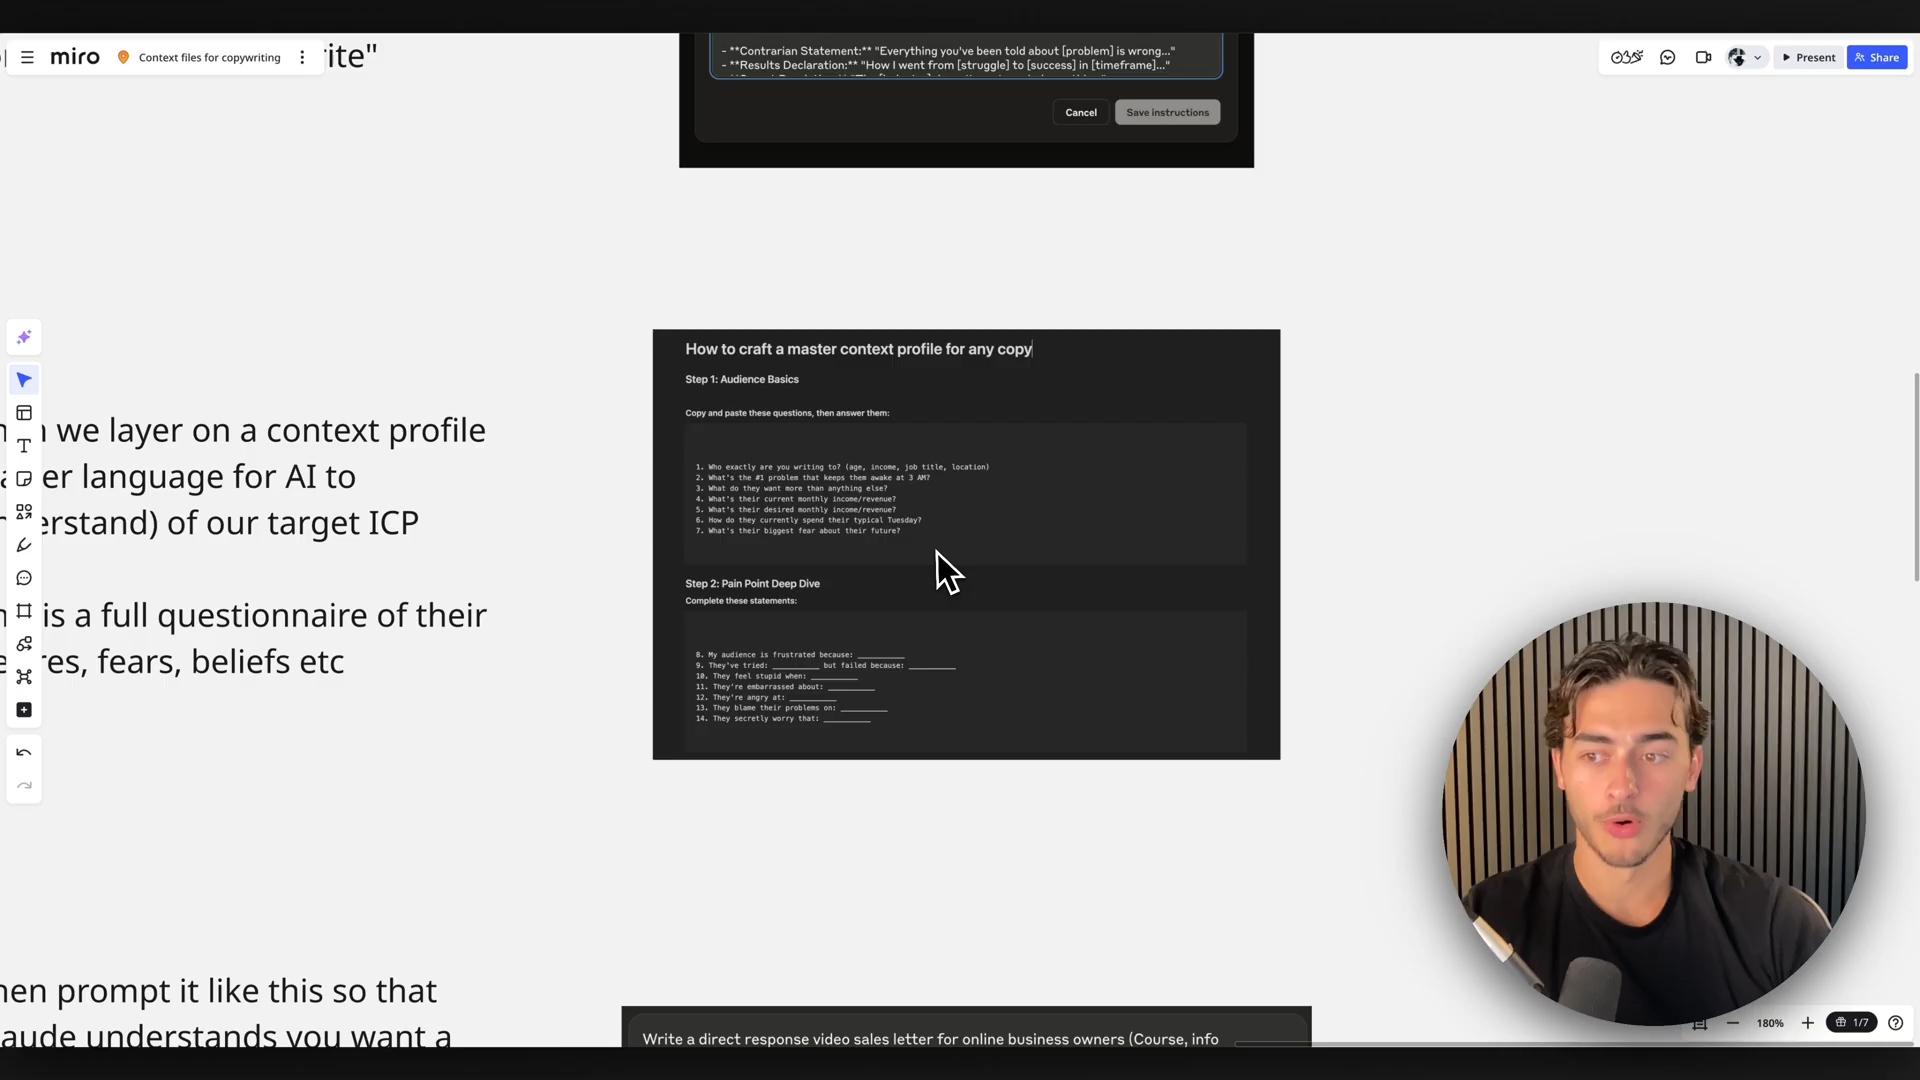 ite"
miro
Context files for copywriting
Present
Share
- **Contrarian Statement:** "Everything you've been told about [problem] is wrong..."
- **Results Declaration:** "How I went from [struggle] to [success] in [timeframe]..."
Cancel
Save instructions
we layer on a context profile
er language for AI to
erstand) of our target ICP
is a full questionnaire of their
res, fears, beliefs etc
How to craft a master context profile for any copy
Step 1: Audience Basics
Copy and paste these questions, then answer them:
1. Who exactly are you writing to? (age, income, job title, location)
2. What's the #1 problem that keeps them awake at 3 AM?
3. What do they want more than anything else?
4. What's their current monthly income/revenue?
5. What's their desired monthly income/revenue?
6. How do they currently spend their typical Tuesday?
7. What's their biggest fear about their future?
Step 2: Pain Point Deep Dive
Complete these statements:
8. My audience is frustrated because: __________
9. They've tried: __________ but failed because: __________
10. They feel stupid when: __________
11. They're embarrassed about: __________
12. They're angry at: __________
13. They blame their problems on: __________
14. They secretly worry that: __________
hen prompt it like this so that
aude understands you want a
Write a direct response video sales letter for online business owners (Course, info
180%
1/7